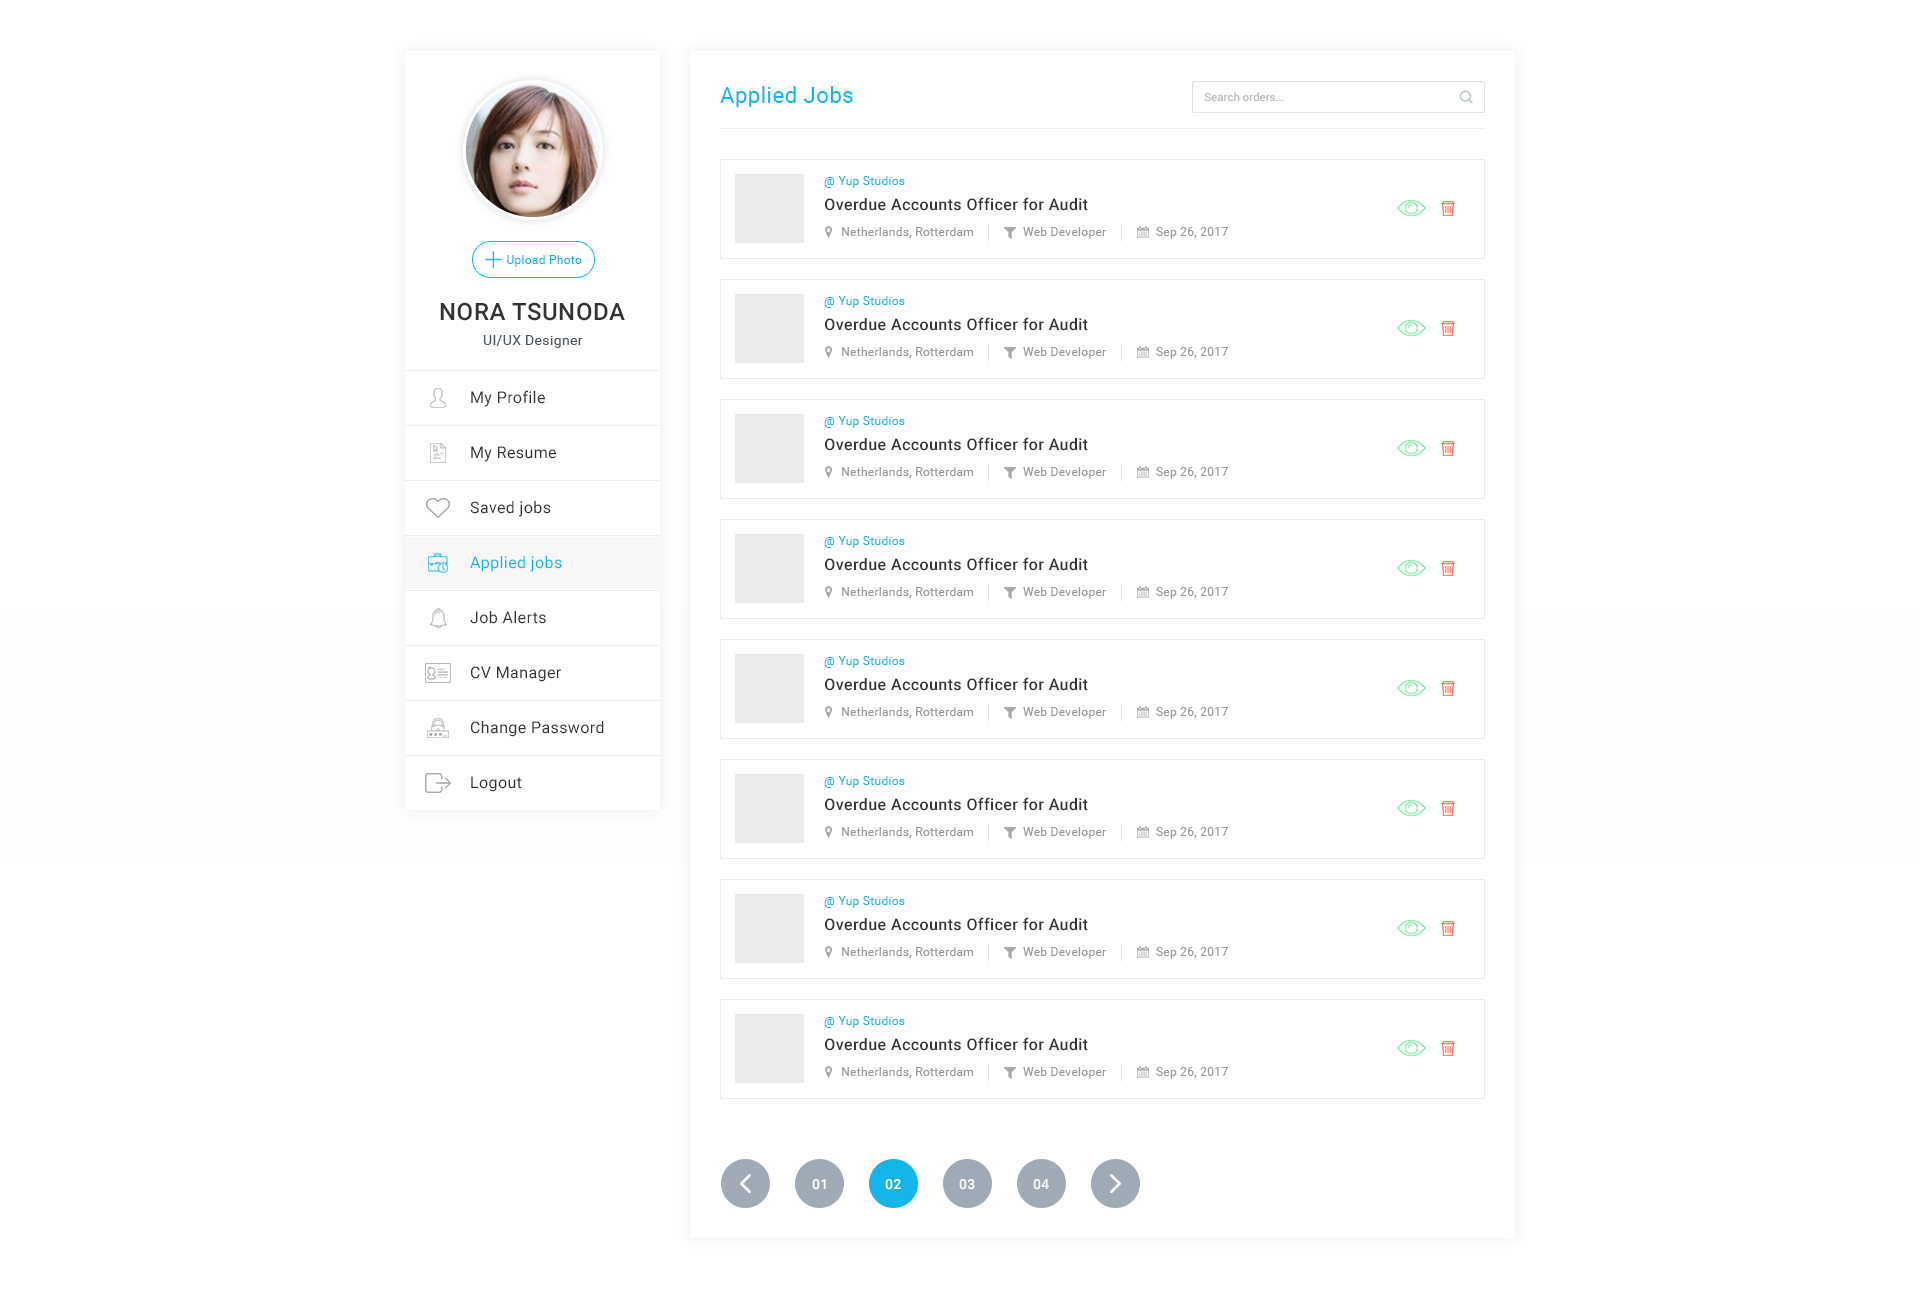 Upload Photo
NORA TSUNODA
UI/UX Designer
My Profile
My Resume
Saved jobs
Applied jobs
Job Alerts
CV Manager
Change Password
Logout
Applied Jobs
Search orders...
@ Yup Studios
Overdue Accounts Officer for Audit
Netherlands, Rotterdam Web Developer Sep 26, 2017
@ Yup Studios
Overdue Accounts Officer for Audit
Netherlands, Rotterdam Web Developer Sep 26, 2017
@ Yup Studios
Overdue Accounts Officer for Audit
Netherlands, Rotterdam Web Developer Sep 26, 2017
@ Yup Studios
Overdue Accounts Officer for Audit
Netherlands, Rotterdam Web Developer Sep 26, 2017
@ Yup Studios
Overdue Accounts Officer for Audit
Netherlands, Rotterdam Web Developer Sep 26, 2017
@ Yup Studios
Overdue Accounts Officer for Audit
Netherlands, Rotterdam Web Developer Sep 26, 2017
@ Yup Studios
Overdue Accounts Officer for Audit
Netherlands, Rotterdam Web Developer Sep 26, 2017
@ Yup Studios
Overdue Accounts Officer for Audit
Netherlands, Rotterdam Web Developer Sep 26, 2017
01 02 03 04